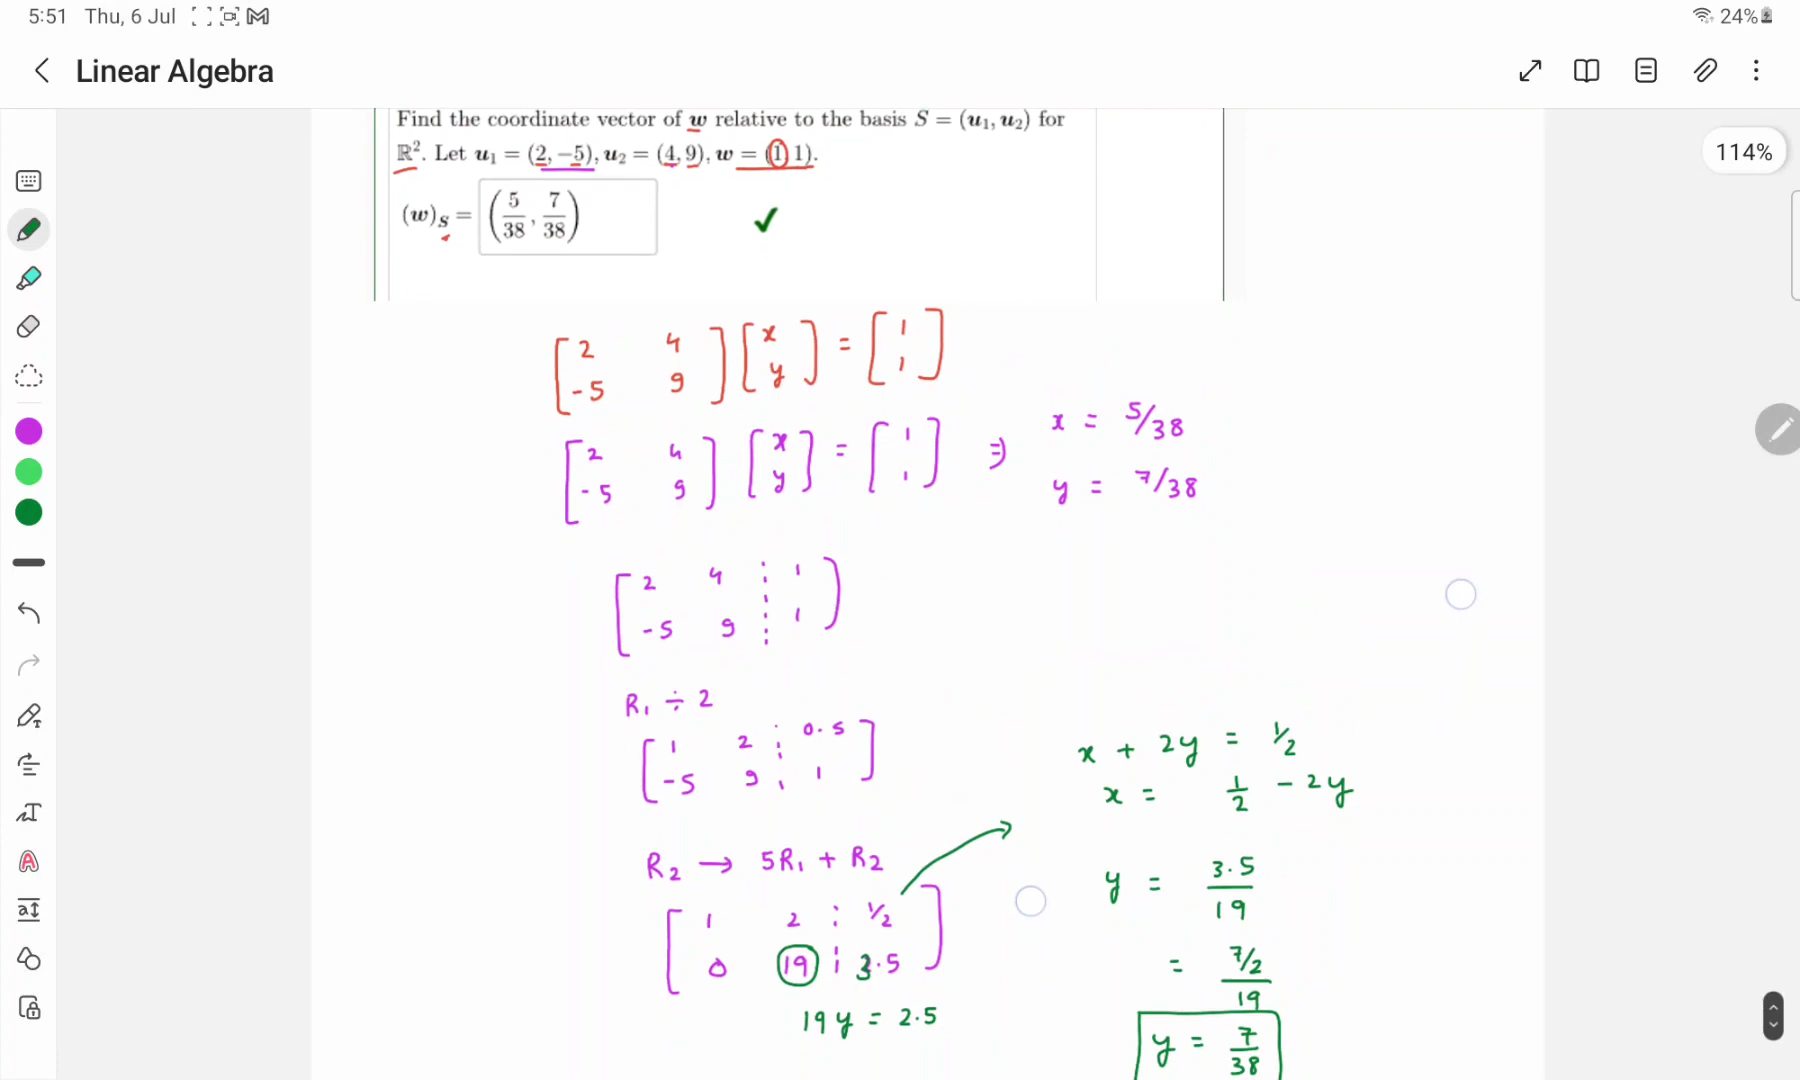 5:51 Thu, 6 Jul 24%
Linear Algebra
114%
Find the coordinate vector of w relative to the basis S = (u₁, u₂) for
ℝ². Let u₁ = (2, −5), u₂ = (4, 9), w = (1, 1).
(w)_S = (5/38, 7/38) ✓
[2 4; -5 9] [x; y] = [1; 1]
[2 4; -5 9] [x; y] = [1; 1] ⇒ x = 5/38
y = 7/38
[2 4 ⋮ 1; -5 9 ⋮ 1]
R₁ ÷ 2
[1 2 ⋮ 0.5; -5 9 ⋮ 1]
R₂ → 5R₁ + R₂
[1 2 ⋮ 1/2; 0 19 ⋮ 3.5]
19y = 2.5
x + 2y = 1/2
x = 1/2 - 2y
y = 3.5/19
= 7/2/19
y = 7/38